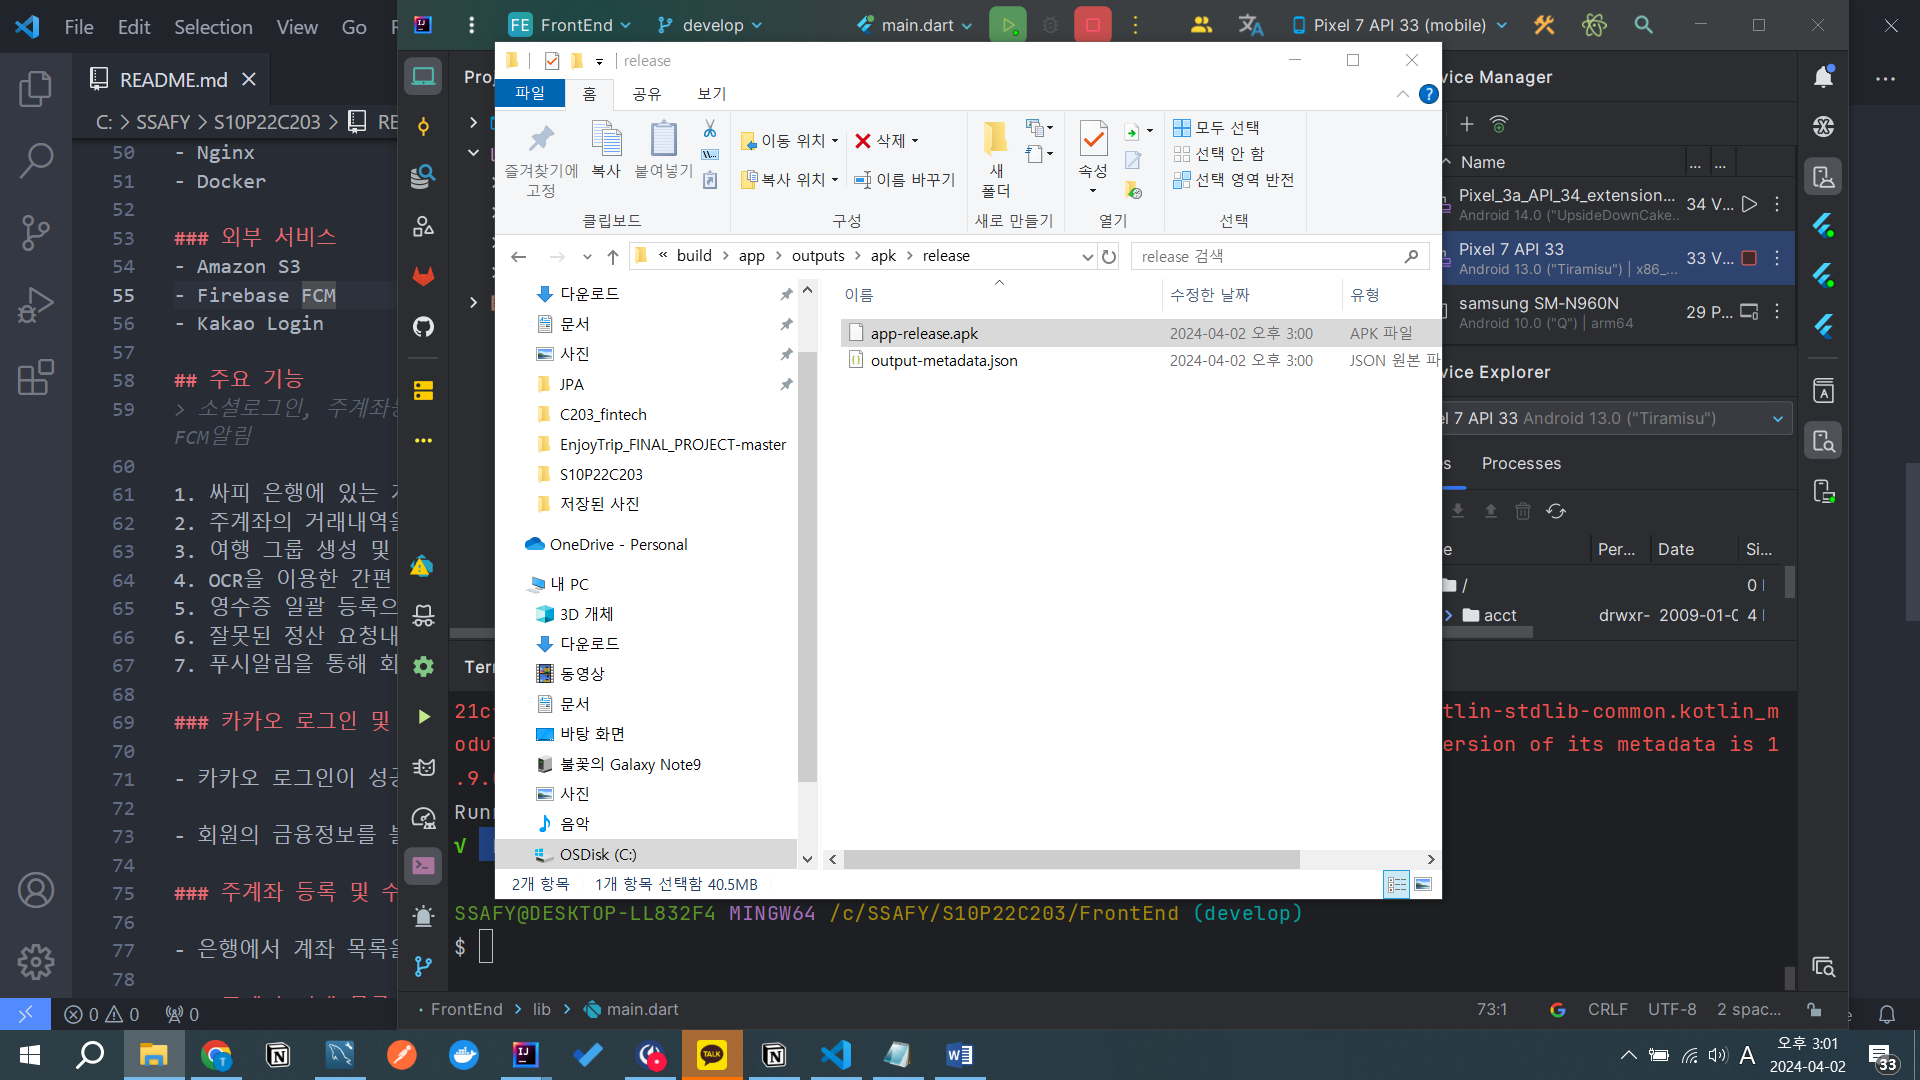 File Edit Selection View Go
README.md
C: > SSAFY > S10P22C203 >
50 - Nginx
51 - Docker
52
53 ### 외부 서비스
54 - Amazon S3
55 - Firebase FCM
56 - Kakao Login
57
58 ## 주요 기능
59 > 소셜로그인, 주계좌
FCM알림
60
61 1. 싸피 은행에 있는
62 2. 주계좌의 거래내역을
63 3. 여행 그룹 생성 및
64 4. OCR을 이용한 간편
65 5. 영수증 일괄 등록으
66 6. 잘못된 정산 요청내
67 7. 푸시알림을 통해 회
68
69 ### 카카오 로그인 및
70
71 - 카카오 로그인이 성공
72
73 - 회원의 금융정보를 불
74
75 ### 주계좌 등록 및 수
76
77 - 은행에서 계좌 목록을
78
0 0 0
FE FrontEnd develop main.dart Pixel 7 API 33 (mobile)
release
파일 홈 공유 보기
즐겨찾기에 고정
복사
붙여넣기
클립보드
이동 위치
복사 위치
삭제
이름 바꾸기
구성
새 폴더
새로 만들기
속성
열기
모두 선택
선택 안 함
선택 영역 반전
선택
« build > app > outputs > apk > release
release 검색
다운로드
문서
사진
JPA
C203_fintech
EnjoyTrip_FINAL_PROJECT-master
S10P22C203
저장된 사진
OneDrive - Personal
내 PC
3D 개체
다운로드
동영상
문서
바탕 화면
불꽃의 Galaxy Note9
사진
음악
OSDisk (C:)
이름 수정한 날짜 유형
app-release.apk 2024-04-02 오후 3:00 APK 파일
output-metadata.json 2024-04-02 오후 3:00 JSON 원본 파
2개 항목 1개 항목 선택함 40.5MB
vice Manager
Name ... ...
Pixel_3a_API_34_extension... 34 V...
Android 14.0 ("UpsideDownCake..
Pixel 7 API 33 33 V...
Android 13.0 ("Tiramisu") | x86_...
samsung SM-N960N 29 P...
Android 10.0 ("Q") | arm64
vice Explorer
el 7 API 33 Android 13.0 ("Tiramisu")
s Processes
e Per... Date Si...
/ 0
acct drwxr- 2009-01-0 4
Ter
21c tlin-stdlib-common.kotlin_m
odul ersion of its metadata is 1
.9.
Runn
√
SSAFY@DESKTOP-LL832F4 MINGW64 /c/SSAFY/S10P22C203/FrontEnd (develop)
$
FrontEnd > lib > main.dart
73:1 CRLF UTF-8 2 spac...
TALK
A
오후 3:01
2024-04-02
33